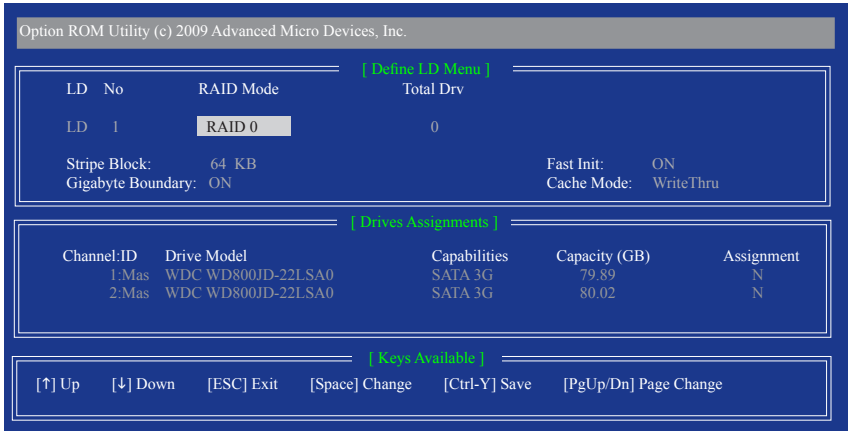 Option ROM Utility (c) 2009 Advanced Micro Devices, Inc.
[ Define LD Menu ]
LD No RAID Mode Total Drv
LD 1 RAID 0 0
Stripe Block: 64 KB Fast Init: ON
Gigabyte Boundary: ON Cache Mode: WriteThru
[ Drives Assignments ]
Channel:ID Drive Model Capabilities Capacity (GB) Assignment
1:Mas WDC WD800JD-22LSA0 SATA 3G 79.89 N
2:Mas WDC WD800JD-22LSA0 SATA 3G 80.02 N
[ Keys Available ]
[↑] Up [↓] Down [ESC] Exit [Space] Change [Ctrl-Y] Save [PgUp/Dn] Page Change